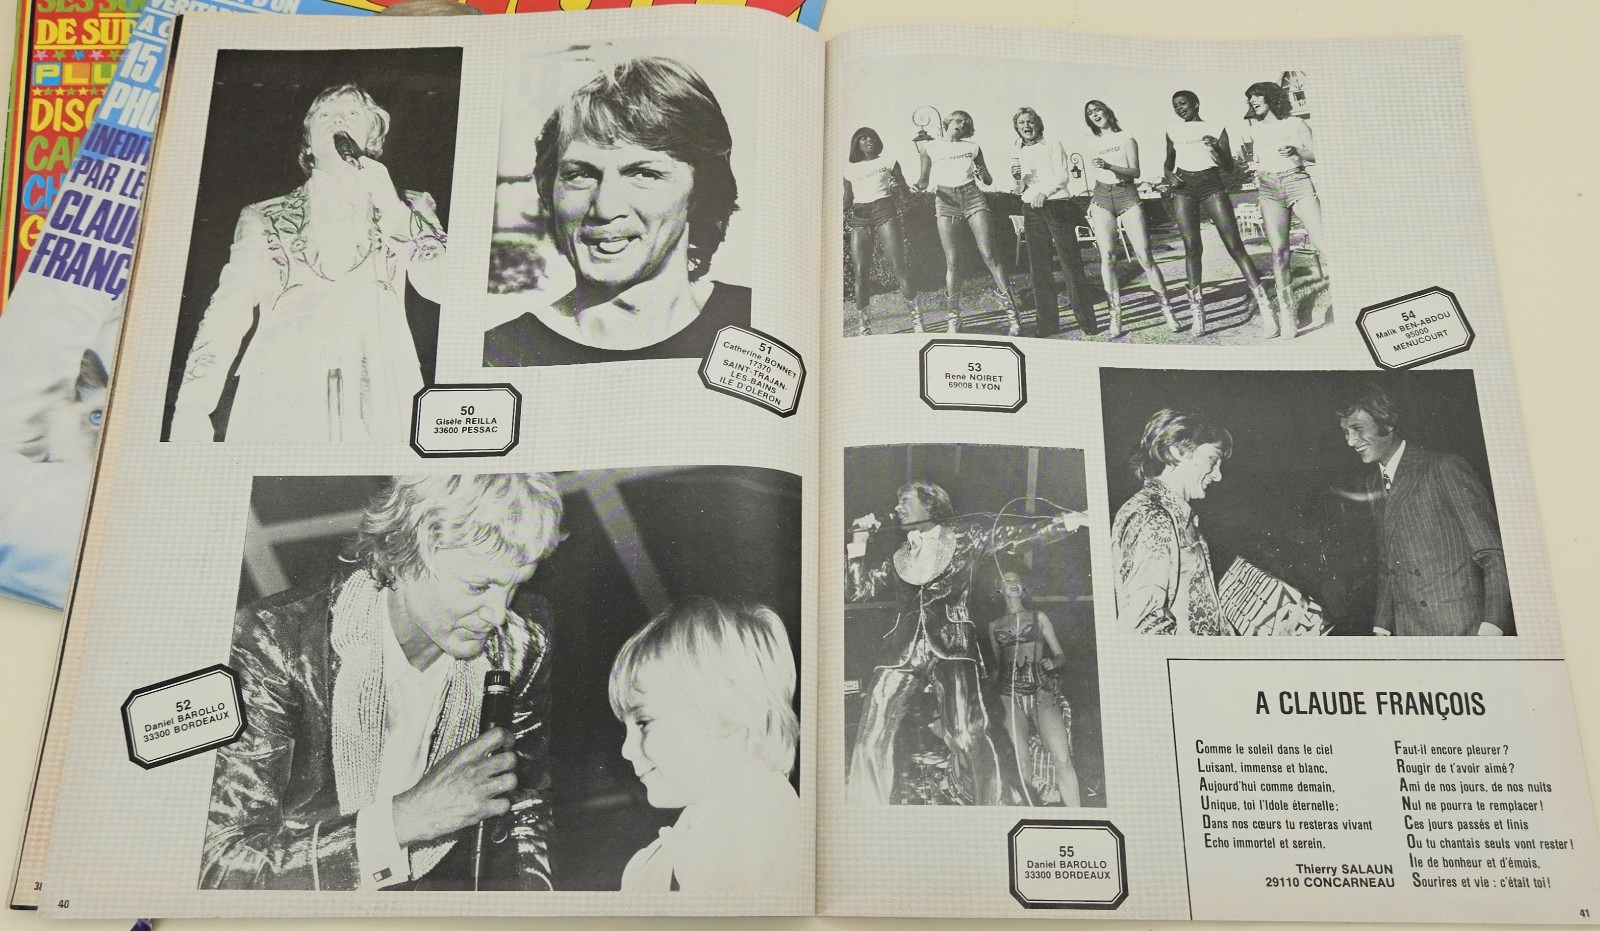 DE SUP
15
PHO
INEDIT
PAR LE
CLAUD
FRANÇ
PLU
DISC
50
Gisèle REILLA
33600 PESSAC
51
Catherine BONNET
17370
SAINT-TRAJAN-
LES-BAINS
ILE D'OLERON
52
Daniel BAROLLO
33300 BORDEAUX
40
53
René NOIRET
69008 LYON
54
Malik BEN-ABDOU
95000
MENUCOURT
55
Daniel BAROLLO
33300 BORDEAUX
A CLAUDE FRANÇOIS
Comme le soleil dans le ciel
Luisant, immense et blanc,
Aujourd'hui comme demain,
Unique, toi l'Idole éternelle;
Dans nos cœurs tu resteras vivant
Echo immortel et serein.
Thierry SALAUN
29110 CONCARNEAU
Faut-il encore pleurer?
Rougir de t'avoir aimé?
Ami de nos jours, de nos nuits
Nul ne pourra te remplacer!
Ces jours passés et finis
Ou tu chantais seuls vont rester!
Ile de bonheur et d'émois,
Sourires et vie : c'était toi!
41